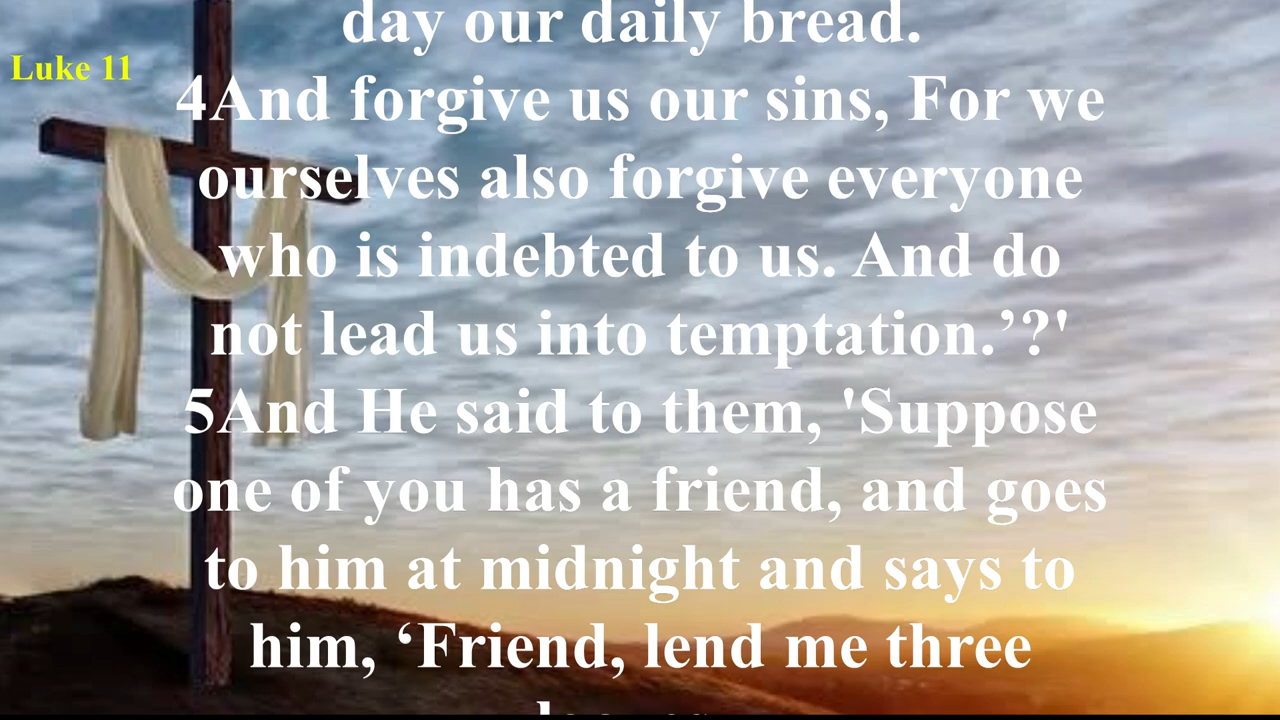 day our daily bread.
Luke 11
4And forgive us our sins, For we
ourselves also forgive everyone
who is indebted to us. And do
not lead us into temptation.’?'
5And He said to them, 'Suppose
one of you has a friend, and goes
to him at midnight and says to
him, ‘Friend, lend me three